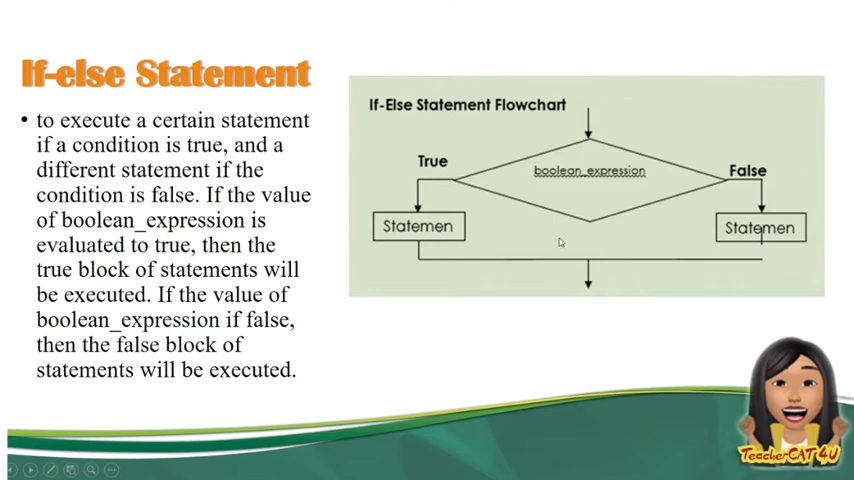 If-else Statement
• to execute a certain statement
if a condition is true, and a
different statement if the
condition is false. If the value
of boolean_expression is
evaluated to true, then the
true block of statements will
be executed. If the value of
boolean_expression if false,
then the false block of
statements will be executed.
If-Else Statement Flowchart
True
boolean_expression
False
Statemen
Statemen
TeacherCAT 4U